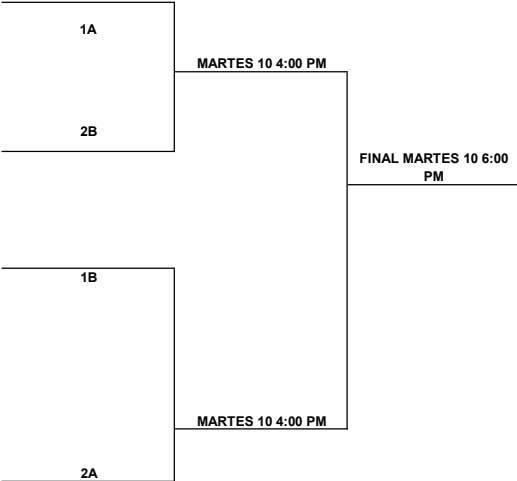 1A
MARTES 10 4:00 PM
2B
FINAL MARTES 10 6:00
PM
1B
MARTES 10 4:00 PM
2A